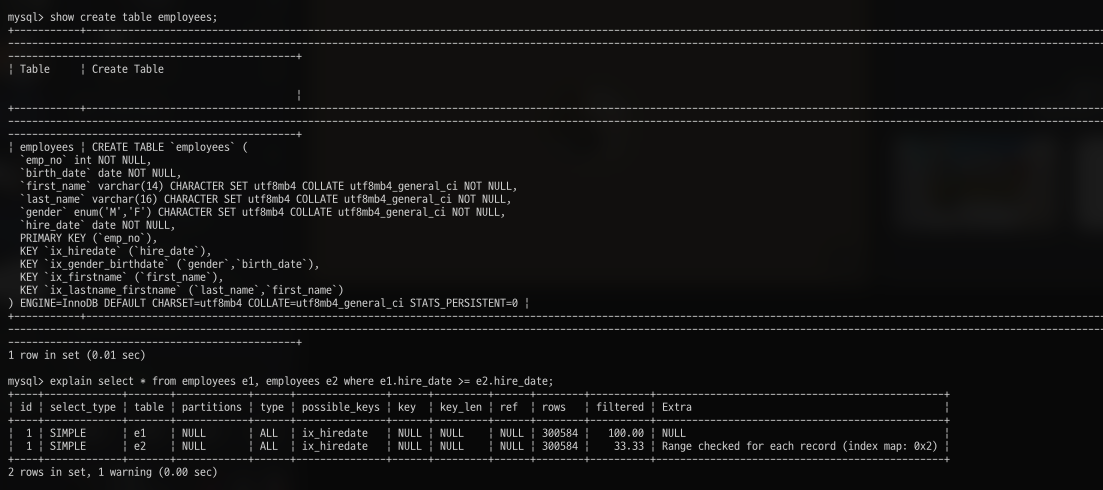 mysql> show create table employees;
+-----------+----------------------------------------------------------------
-----------------------------------------------------------------------------
------------------------------------------------+
¦ Table     ¦ Create Table
                                                ¦
+-----------+----------------------------------------------------------------
-----------------------------------------------------------------------------
------------------------------------------------+
¦ employees ¦ CREATE TABLE `employees` (
  `emp_no` int NOT NULL,
  `birth_date` date NOT NULL,
  `first_name` varchar(14) CHARACTER SET utf8mb4 COLLATE utf8mb4_general_ci NOT NULL,
  `last_name` varchar(16) CHARACTER SET utf8mb4 COLLATE utf8mb4_general_ci NOT NULL,
  `gender` enum('M','F') CHARACTER SET utf8mb4 COLLATE utf8mb4_general_ci NOT NULL,
  `hire_date` date NOT NULL,
  PRIMARY KEY (`emp_no`),
  KEY `ix_hiredate` (`hire_date`),
  KEY `ix_gender_birthdate` (`gender`,`birth_date`),
  KEY `ix_firstname` (`first_name`),
  KEY `ix_lastname_firstname` (`last_name`,`first_name`)
) ENGINE=InnoDB DEFAULT CHARSET=utf8mb4 COLLATE=utf8mb4_general_ci STATS_PERSISTENT=0 ¦
+-----------+----------------------------------------------------------------
-----------------------------------------------------------------------------
------------------------------------------------+
1 row in set (0.01 sec)
mysql> explain select * from employees e1, employees e2 where e1.hire_date >= e2.hire_date;
+----+-------------+-------+------------+------+---------------+------+---------+------+--------+----------+------------------------------------------------+
¦ id ¦ select_type ¦ table ¦ partitions ¦ type ¦ possible_keys ¦ key  ¦ key_len ¦ ref  ¦ rows   ¦ filtered ¦ Extra                                          ¦
+----+-------------+-------+------------+------+---------------+------+---------+------+--------+----------+------------------------------------------------+
¦  1 ¦ SIMPLE      ¦ e1    ¦ NULL       ¦ ALL  ¦ ix_hiredate   ¦ NULL ¦ NULL    ¦ NULL ¦ 300584 ¦   100.00 ¦ NULL                                           ¦
¦  1 ¦ SIMPLE      ¦ e2    ¦ NULL       ¦ ALL  ¦ ix_hiredate   ¦ NULL ¦ NULL    ¦ NULL ¦ 300584 ¦    33.33 ¦ Range checked for each record (index map: 0x2) ¦
+----+-------------+-------+------------+------+---------------+------+---------+------+--------+----------+------------------------------------------------+
2 rows in set, 1 warning (0.00 sec)